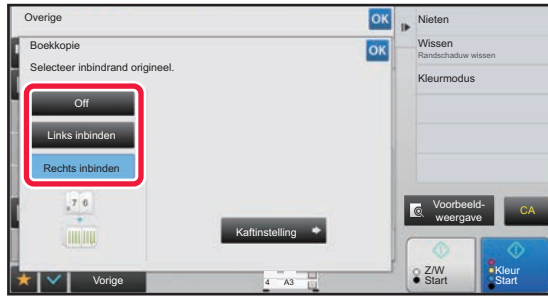 Overige
OK
Boekkopie
OK
Selecteer inbindrand origineel.
Off
Links inbinden
Rechts inbinden
7 6
Kaftinstelling
Vorige
4 A3
Nieten
Wissen
Randschaduw wissen
Kleurmodus
Voorbeeld-
weergave
CA
Z/W
Start
Kleur
Start